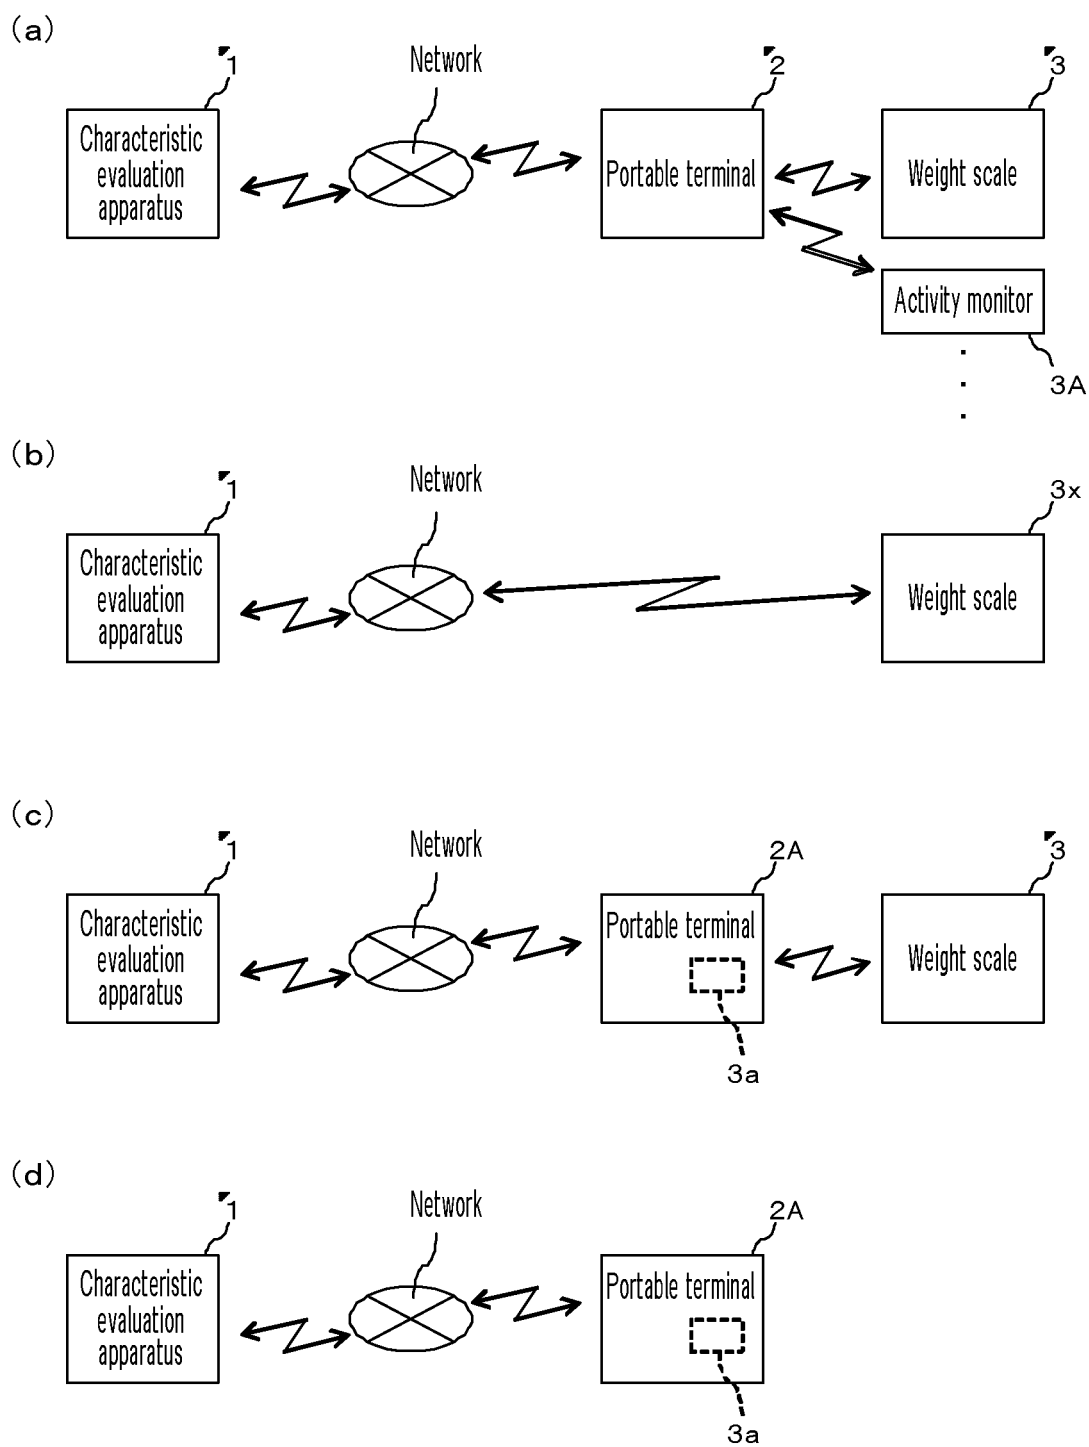 (a)
1
Network
2
3
Characteristic
evaluation
apparatus
Portable terminal
Weight scale
Activity monitor
3A
(b)
1
Network
3x
Characteristic
evaluation
apparatus
Weight scale
(c)
1
Network
2A
3
Characteristic
evaluation
apparatus
Portable terminal
Weight scale
3a
(d)
1
Network
2A
Characteristic
evaluation
apparatus
Portable terminal
3a